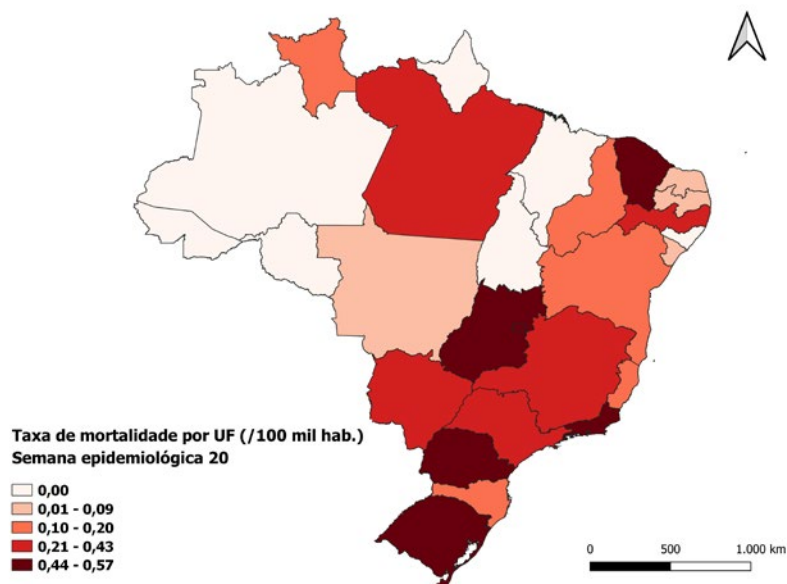 Taxa de mortalidade por UF (/100 mil hab.)
Semana epidemiológica 20
0,00
0,01 - 0,09
0,10 - 0,20
0,21 - 0,43
0,44 - 0,57
0 500 1.000 km